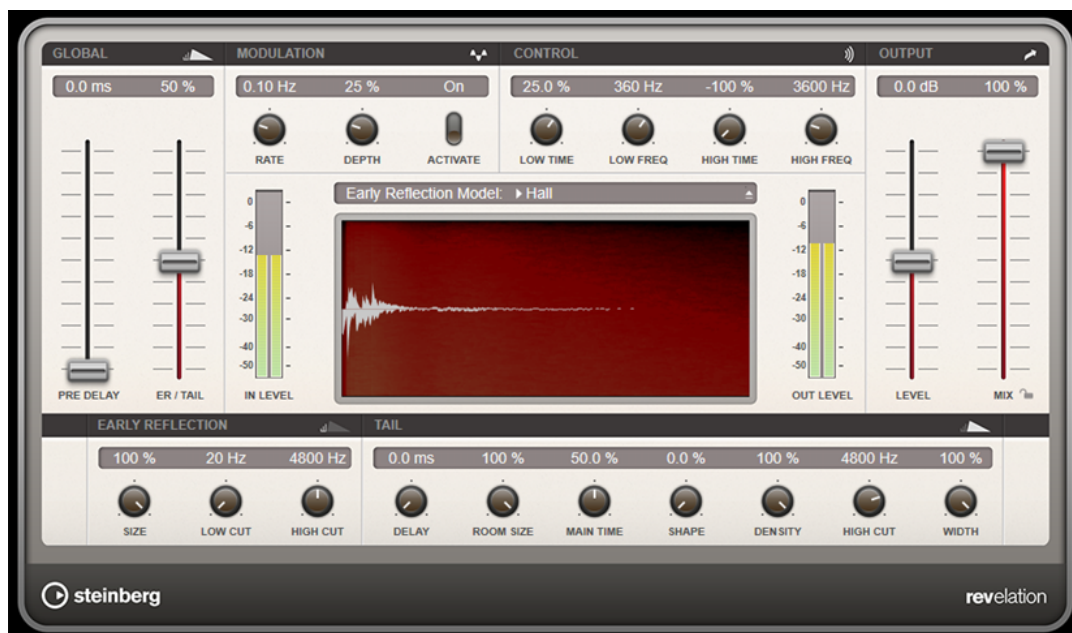 GLOBAL
0.0 ms 50 %
PRE DELAY ER / TAIL
MODULATION
0.10 Hz 25 % On
RATE DEPTH ACTIVATE
CONTROL
25.0 % 360 Hz -100 % 3600 Hz
LOW TIME LOW FREQ HIGH TIME HIGH FREQ
OUTPUT
0.0 dB 100 %
LEVEL MIX
Early Reflection Model: Hall
0
-6
-12
-18
-24
-30
-40
-50
IN LEVEL
0
-6
-12
-18
-24
-30
-40
-50
OUT LEVEL
EARLY REFLECTION
100 % 20 Hz 4800 Hz
SIZE LOW CUT HIGH CUT
TAIL
0.0 ms 100 % 50.0 % 0.0 % 100 % 4800 Hz 100 %
DELAY ROOM SIZE MAIN TIME SHAPE DENSITY HIGH CUT WIDTH
steinberg
revelation